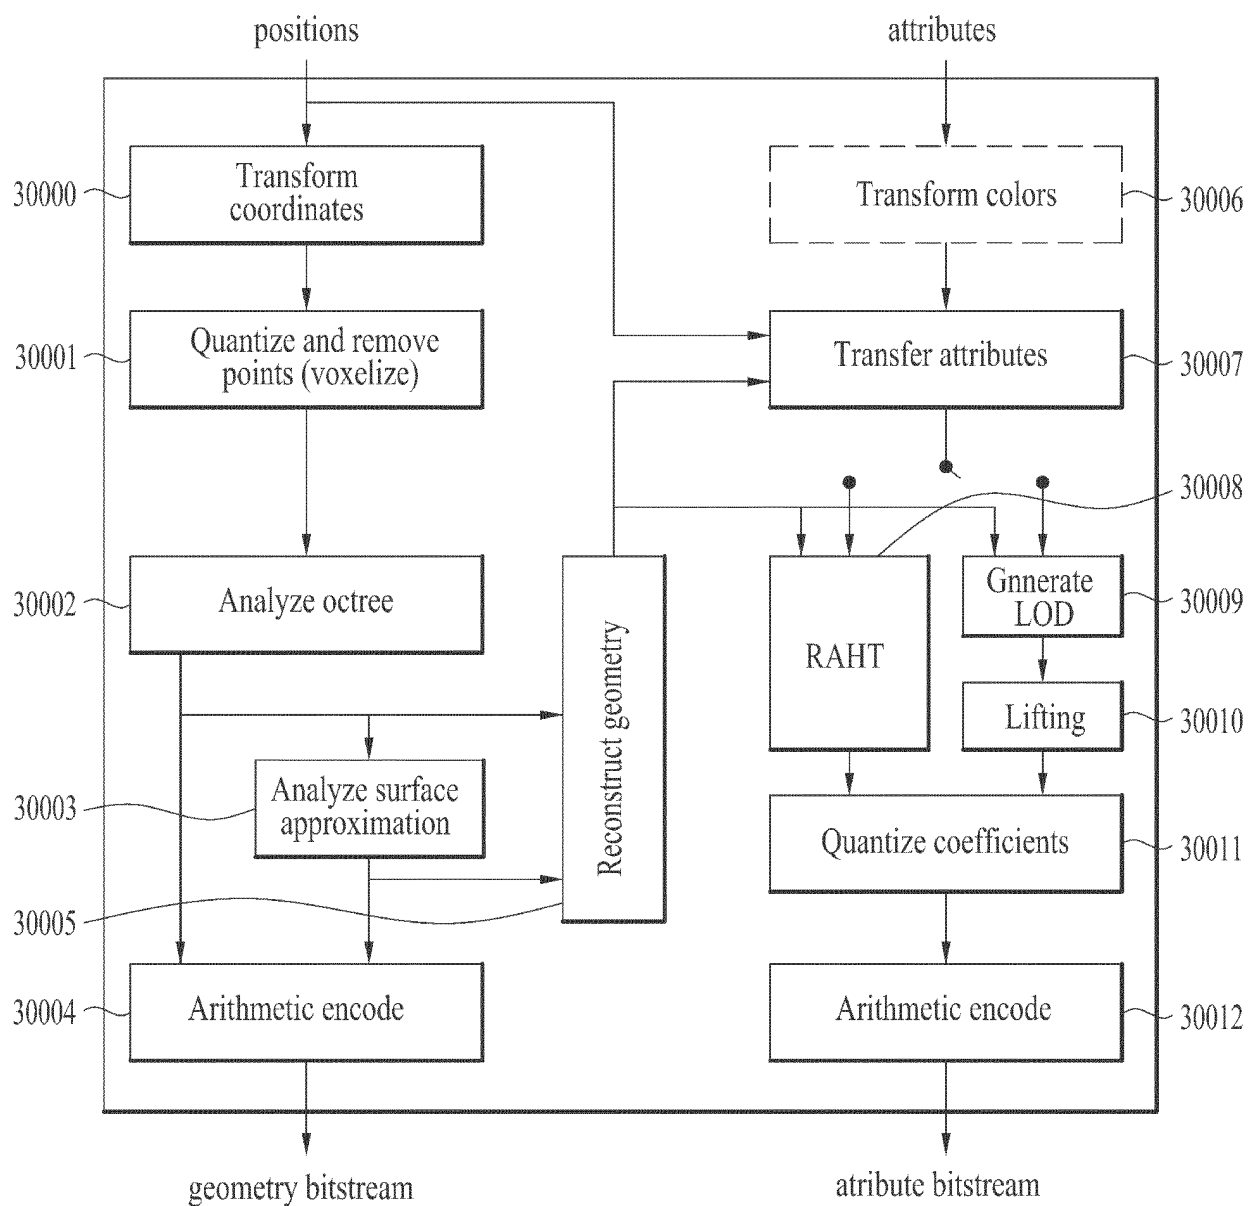 positions
attributes
30000
Transform
coordinates
Transform colors
30006
30001
Quantize and remove
points (voxelize)
Transfer attributes
30007
30008
30002
Analyze octree
Reconstruct geometry
RAHT
Gnnerate
LOD
30009
Lifting
30010
30003
Analyze surface
approximation
Quantize coefficients
30011
30005
30004
Arithmetic encode
Arithmetic encode
30012
geometry bitstream
atribute bitstream